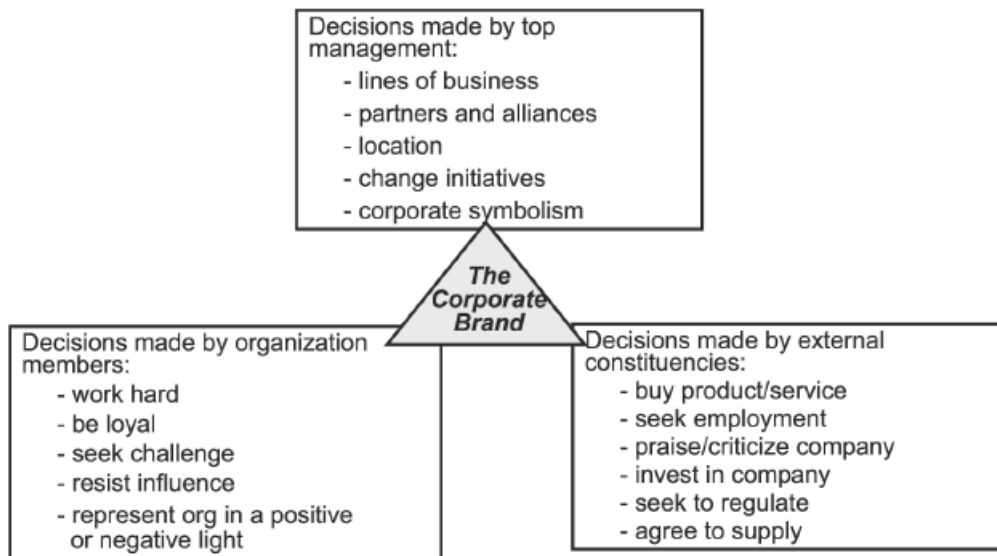 Decisions made by top
management:
- lines of business
- partners and alliances
- location
- change initiatives
- corporate symbolism
The
Corporate
Brand
Decisions made by organization
members:
- work hard
- be loyal
- seek challenge
- resist influence
- represent org in a positive
or negative light
Decisions made by external
constituencies:
- buy product/service
- seek employment
- praise/criticize company
- invest in company
- seek to regulate
- agree to supply